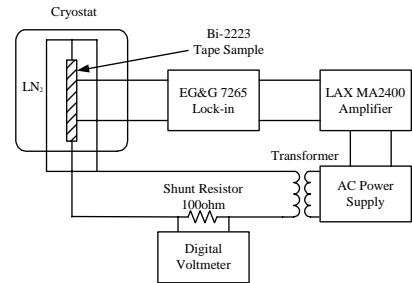 Cryostat
Bi-2223
Tape Sample
LN₂
EG&G 7265
Lock-in
LAX MA2400
Amplifier
Transformer
Shunt Resistor
100ohm
AC Power
Supply
Digital
Voltmeter